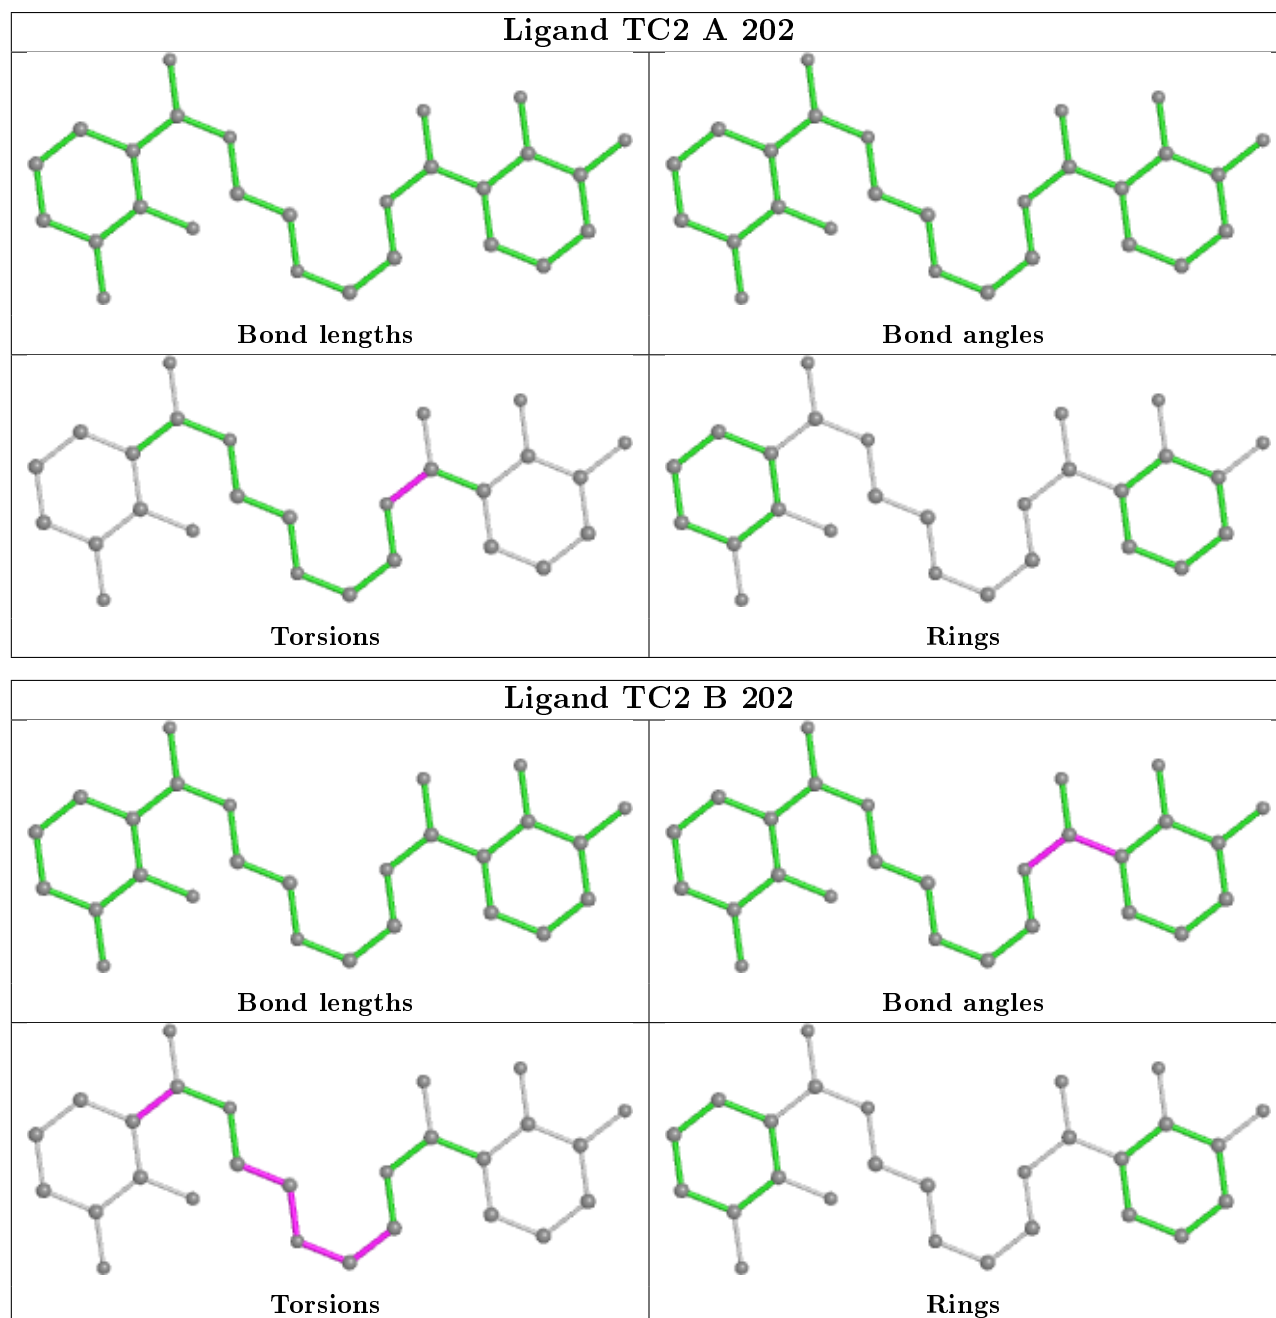 Ligand TC2 A 202
Bond lengths
Bond angles
Torsions
Rings
Ligand TC2 B 202
Bond lengths
Bond angles
Torsions
Rings